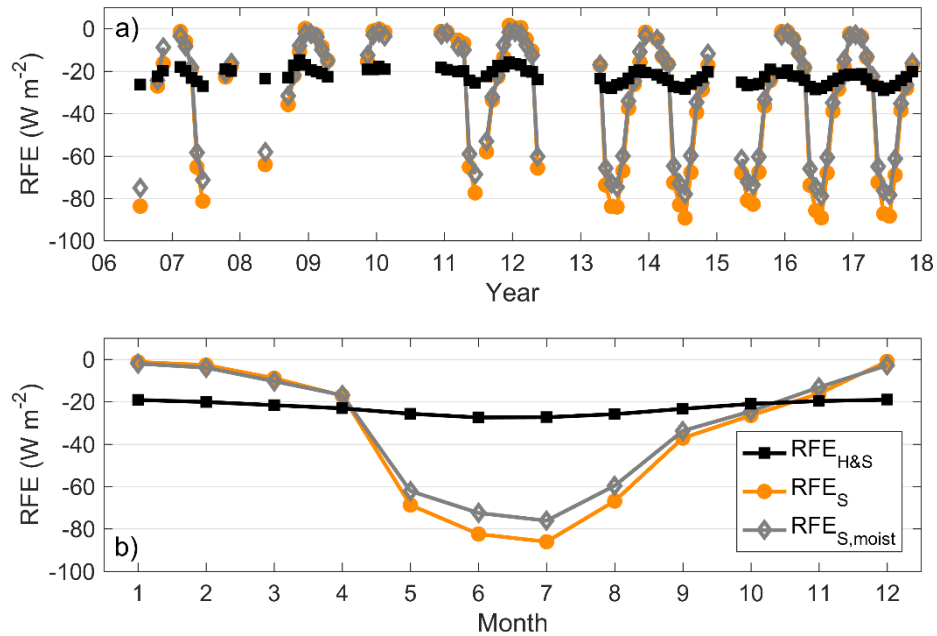 a)
RFE (W m-2)
0
-20
-40
-60
-80
-100
06 07 08 09 10 11 12 13 14 15 16 17 18
Year
RFE (W m-2)
0
-20
-40
-60
-80
-100
b)
RFEH&S
RFES
RFES,moist
1 2 3 4 5 6 7 8 9 10 11 12
Month